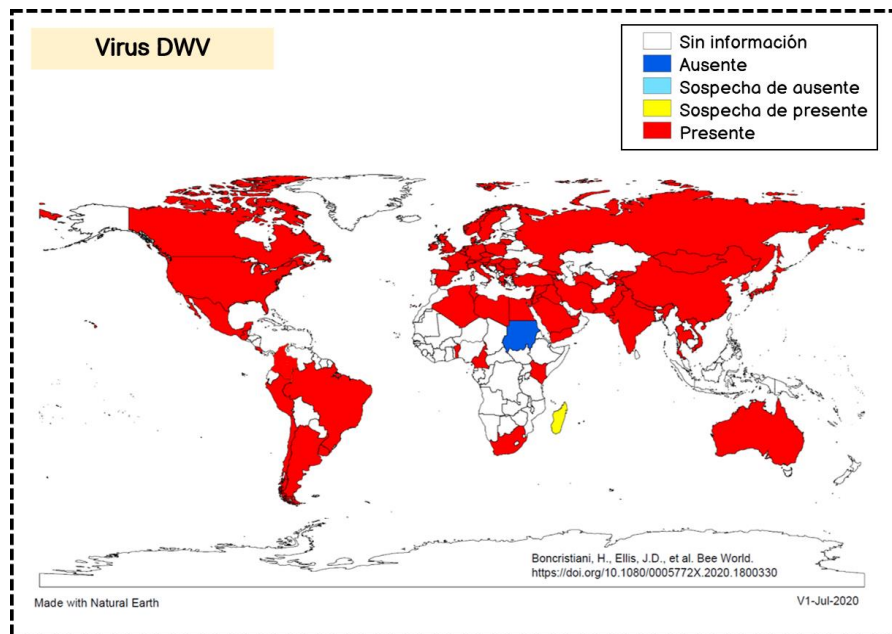 Virus DWV
Sin información
Ausente
Sospecha de ausente
Sospecha de presente
Presente
Boncristiani, H., Ellis, J.D., et al. Bee World.
https://doi.org/10.1080/0005772X.2020.1800330
Made with Natural Earth
V1-Jul-2020